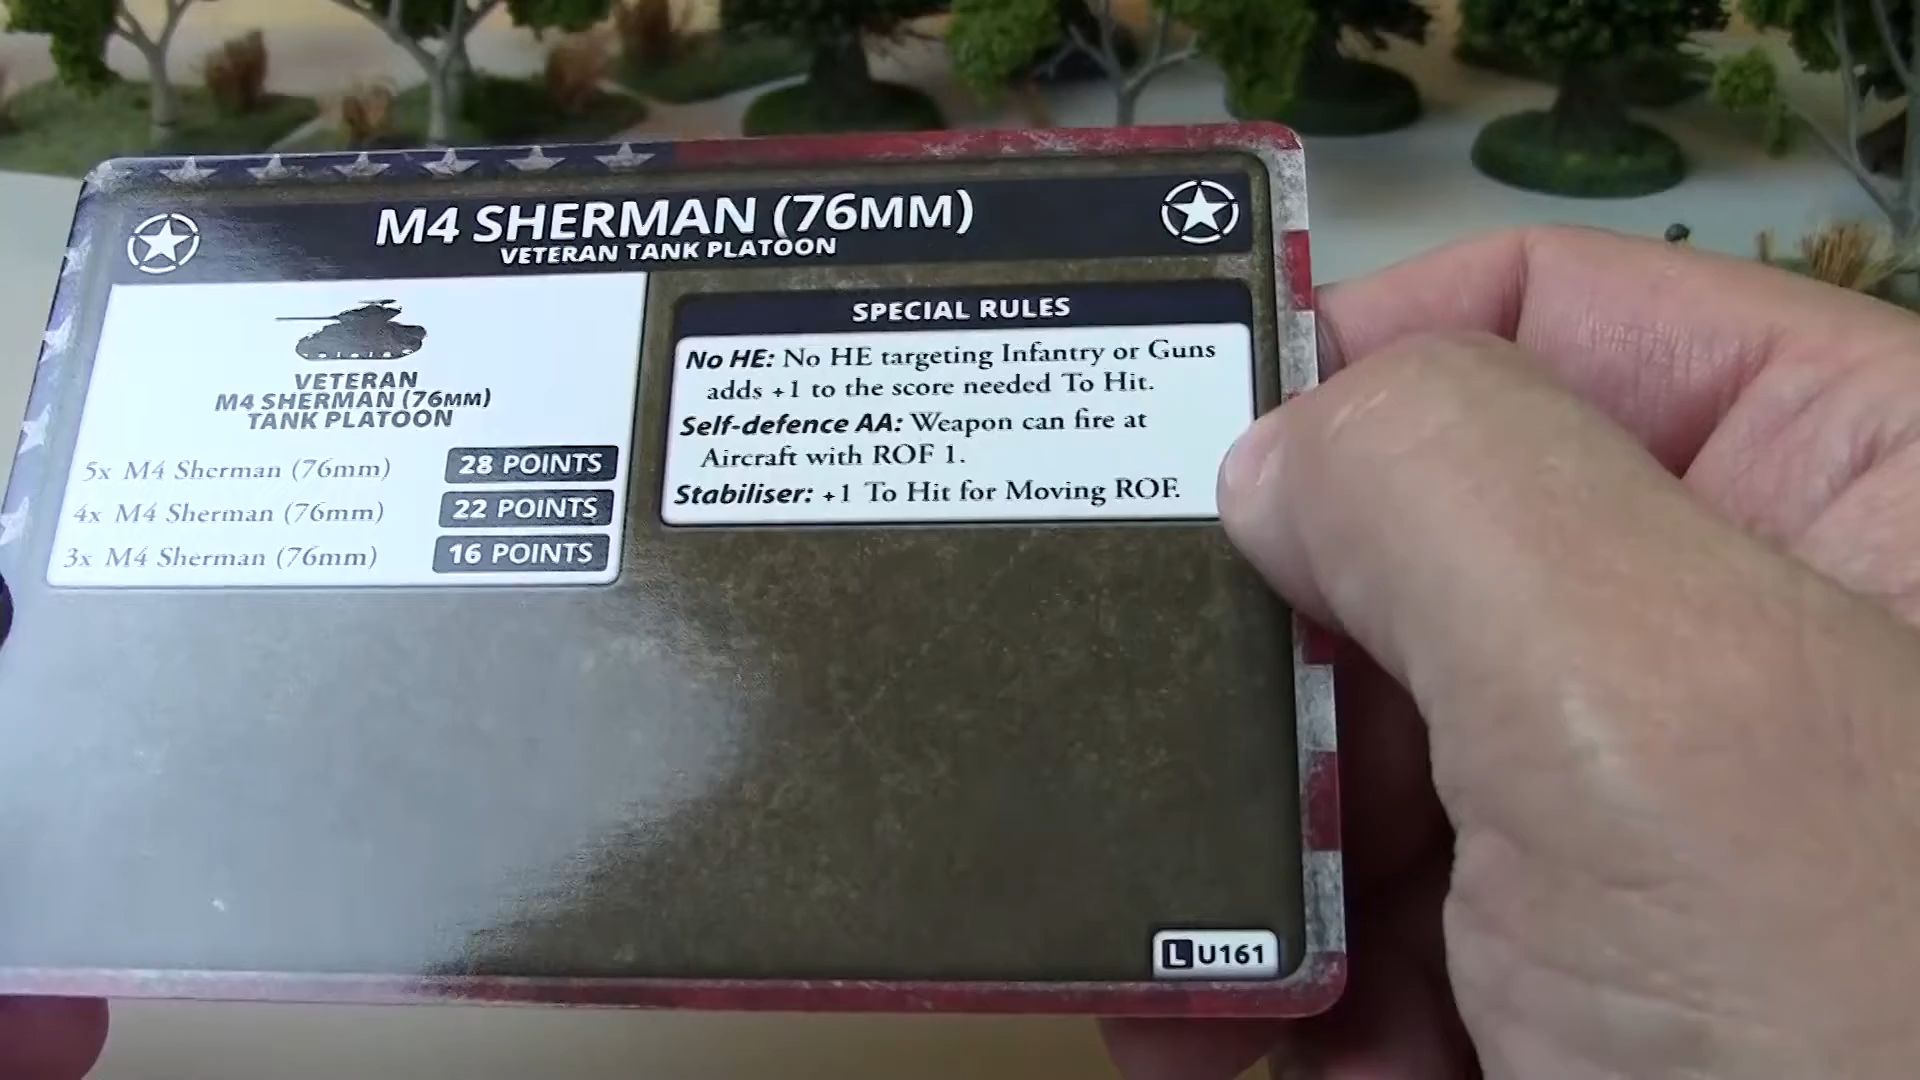 M4 SHERMAN (76MM)
VETERAN TANK PLATOON
VETERAN
M4 SHERMAN (76MM)
TANK PLATOON
5x M4 Sherman (76mm) 28 POINTS
4x M4 Sherman (76mm) 22 POINTS
3x M4 Sherman (76mm) 16 POINTS
SPECIAL RULES
No HE: No HE targeting Infantry or Guns
adds +1 to the score needed To Hit.
Self-defence AA: Weapon can fire at
Aircraft with ROF 1.
Stabiliser: +1 To Hit for Moving ROF.
L U161